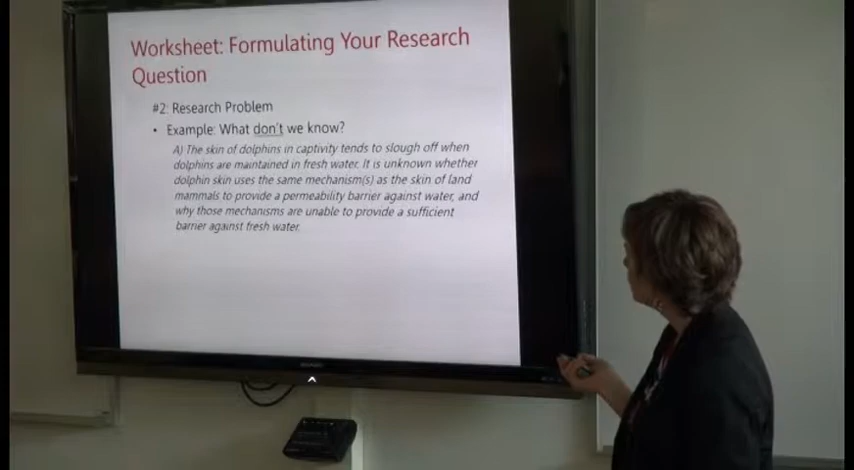 Worksheet: Formulating Your Research
Question
#2: Research Problem
• Example: What don't we know?
A) The skin of dolphins in captivity tends to slough off when
dolphins are maintained in fresh water. It is unknown whether
dolphin skin uses the same mechanism(s) as the skin of land
mammals to provide a permeability barrier against water, and
why those mechanisms are unable to provide a sufficient
barrier against fresh water.